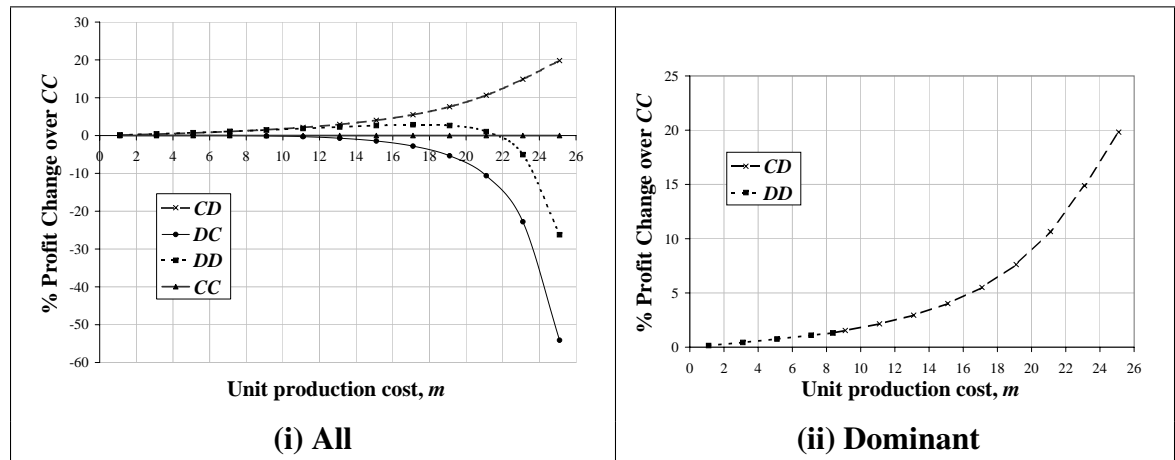 30
20
10
0
-10
-20
-30
-40
-50
-60
0 2 4 6 8 10 12 14 16 18 20 22 24 26
% Profit Change over CC
CD
DC
DD
CC
Unit production cost, m
(i) All
25
20
15
10
5
0
0 2 4 6 8 10 12 14 16 18 20 22 24 26
% Profit Change over CC
CD
DD
Unit production cost, m
(ii) Dominant